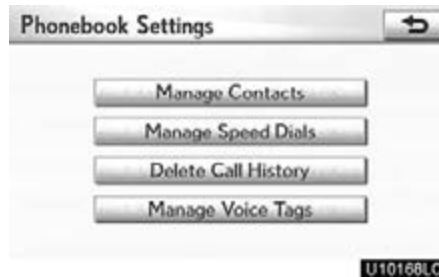 Phonebook Settings
Manage Contacts
Manage Speed Dials
Delete Call History
Manage Voice Tags
U10168LC